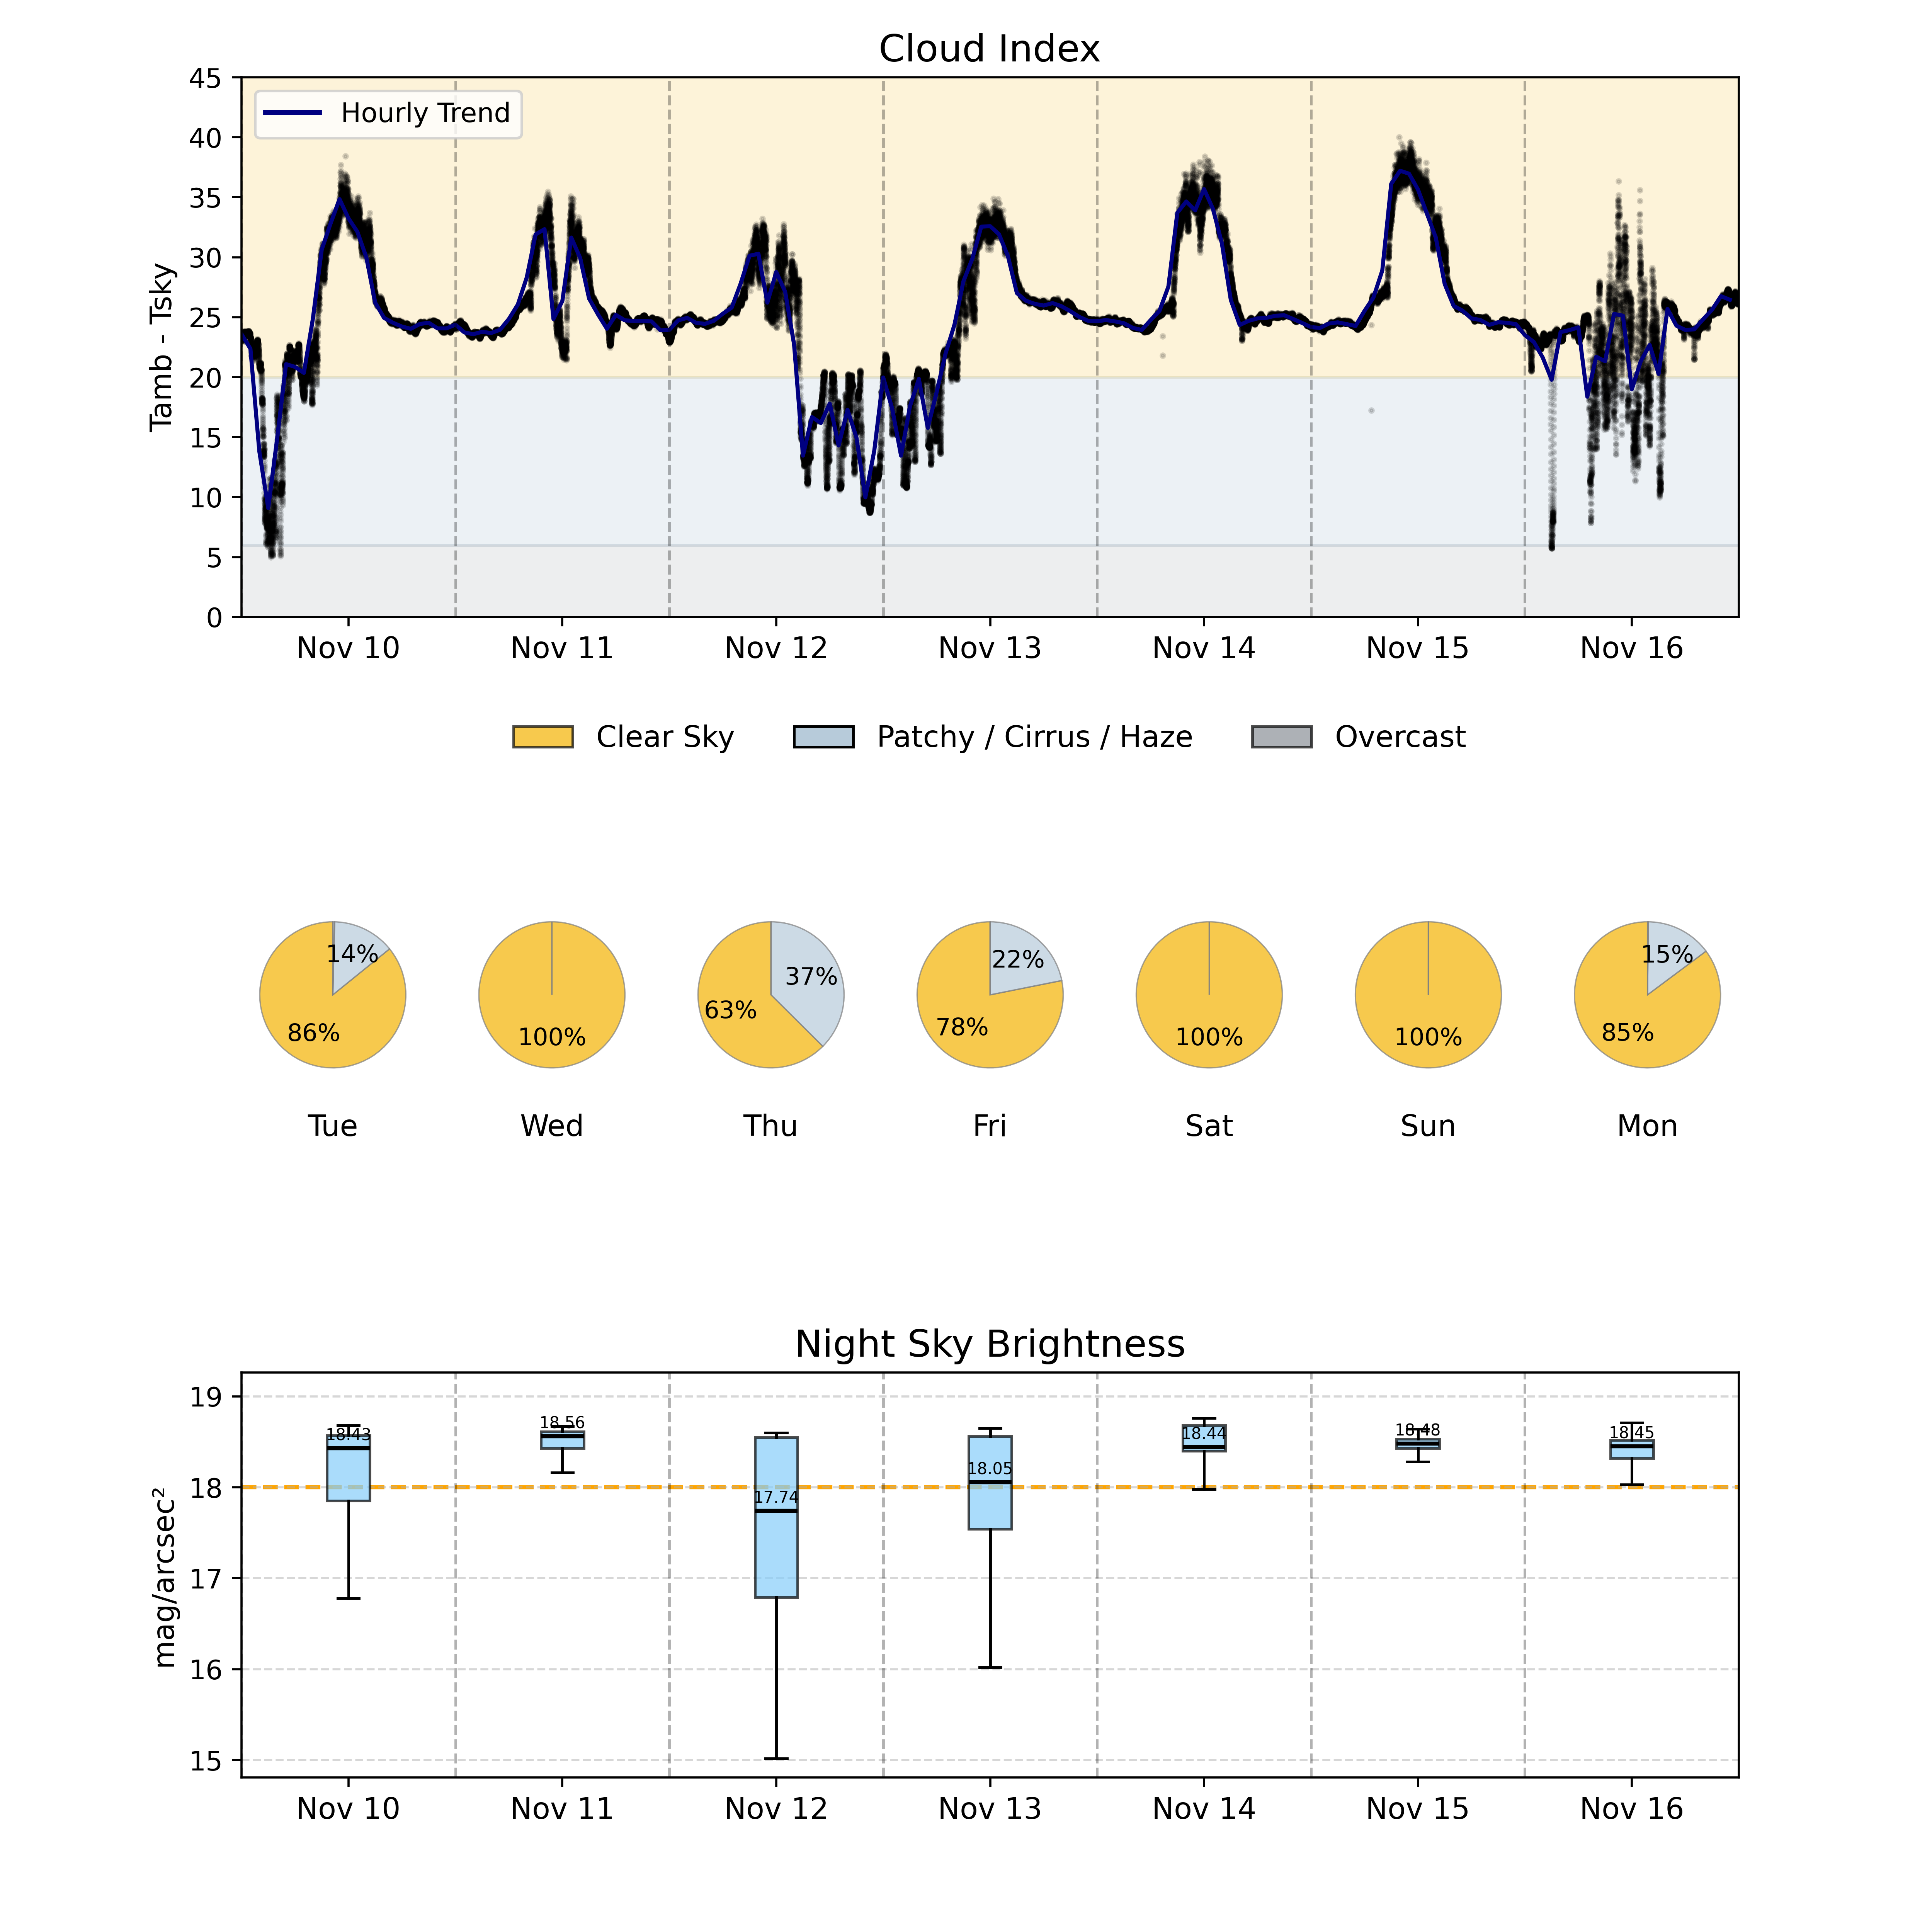 Cloud Index
45
40
35
30
25
20
15
10
5
0
Tamb - Tsky
Hourly Trend
Nov 10 Nov 11 Nov 12 Nov 13 Nov 14 Nov 15 Nov 16
Clear Sky Patchy / Cirrus / Haze Overcast
14% 86% 100% 37% 63% 22% 78% 100% 100% 15% 85%
Tue Wed Thu Fri Sat Sun Mon
Night Sky Brightness
19
18
17
16
15
mag/arcsec²
18.43 18.56 17.74 18.05 18.44 18.48 18.45
Nov 10 Nov 11 Nov 12 Nov 13 Nov 14 Nov 15 Nov 16